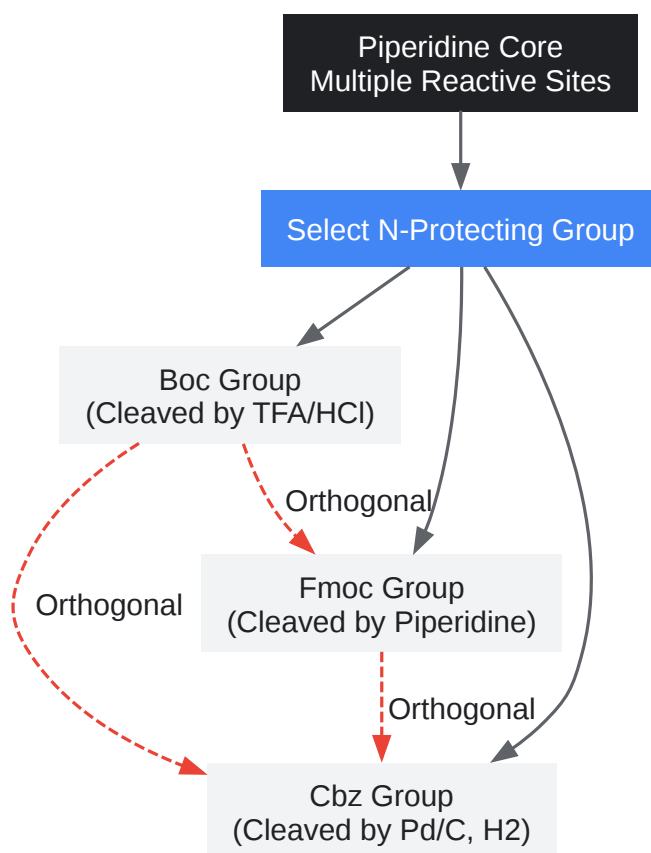 Piperidine Core
Multiple Reactive Sites
Select N-Protecting Group
Boc Group
(Cleaved by TFA/HCl)
Orthogonal
Fmoc Group
(Cleaved by Piperidine)
Orthogonal
Orthogonal
Cbz Group
(Cleaved by Pd/C, H2)